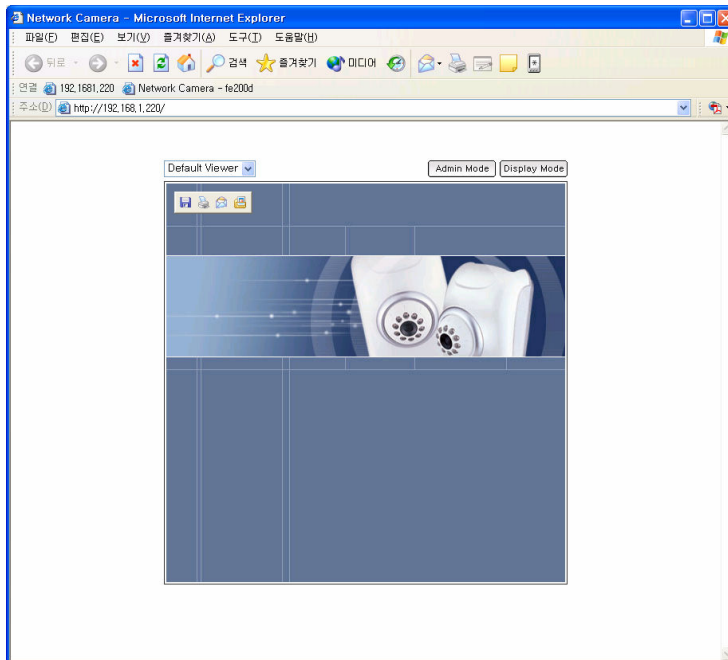 Network Camera - Microsoft Internet Explorer
파일(F) 편집(E) 보기(V) 즐겨찾기(A) 도구(T) 도움말(H)
뒤로 검색 즐겨찾기 미디어
연결 192,1681,220 Network Camera - fe200d
주소(D) http://192,168,1,220/
Default Viewer Admin Mode Display Mode